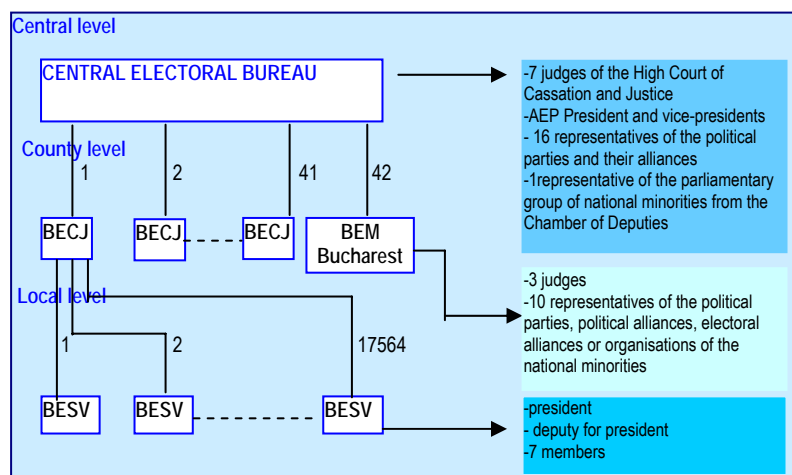 Central level
CENTRAL ELECTORAL BUREAU
-7 judges of the High Court of
Cassation and Justice
-AEP President and vice-presidents
- 16 representatives of the political
parties and their alliances
-1representative of the parliamentary
group of national minorities from the
Chamber of Deputies
County level
1
2
41
42
BECJ
BECJ
BECJ
BEM
Bucharest
-3 judges
-10 representatives of the political
parties, political alliances, electoral
alliances or organisations of the
national minorities
Local level
1
2
17564
BESV
BESV
BESV
-president
- deputy for president
-7 members